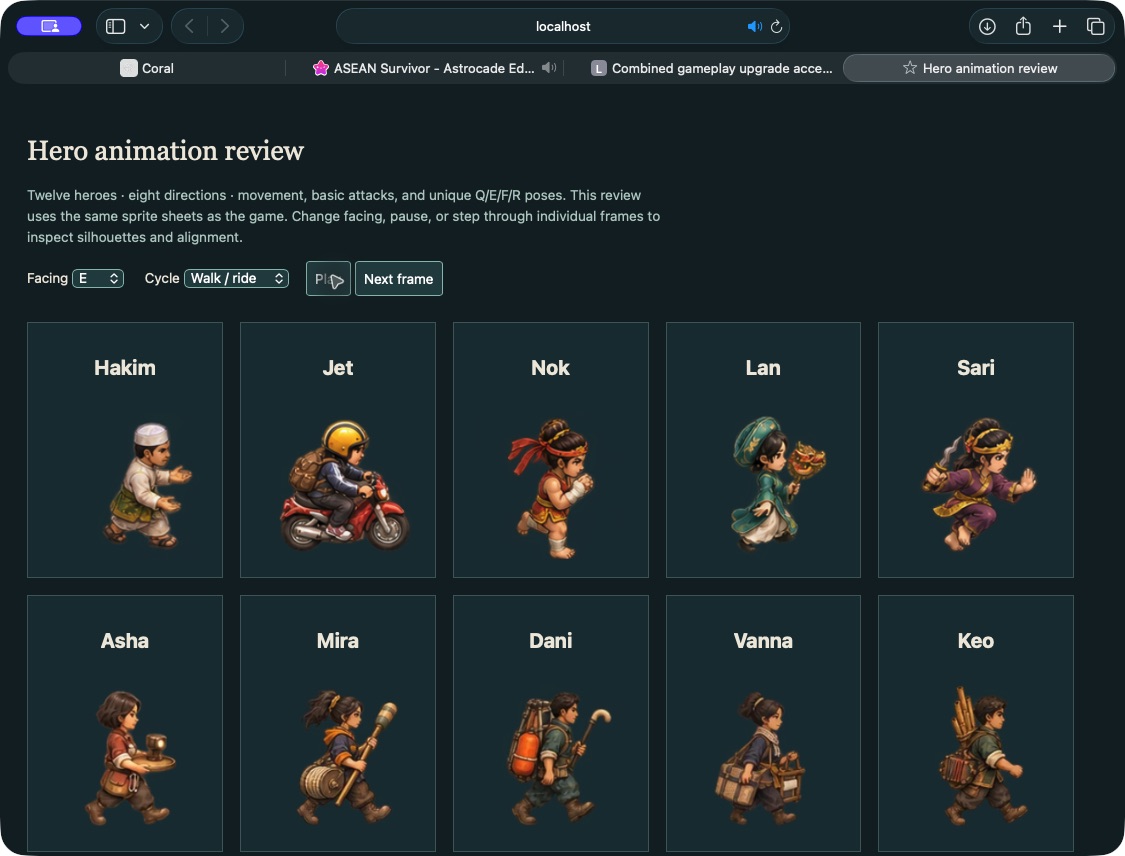 localhost
Coral
ASEAN Survivor - Astrocade Ed...
L Combined gameplay upgrade acce...
Hero animation review
Hero animation review
Twelve heroes · eight directions · movement, basic attacks, and unique Q/E/F/R poses. This review
uses the same sprite sheets as the game. Change facing, pause, or step through individual frames to
inspect silhouettes and alignment.
Facing E Cycle Walk / ride Next frame
Hakim Jet Nok Lan Sari
Asha Mira Dani Vanna Keo